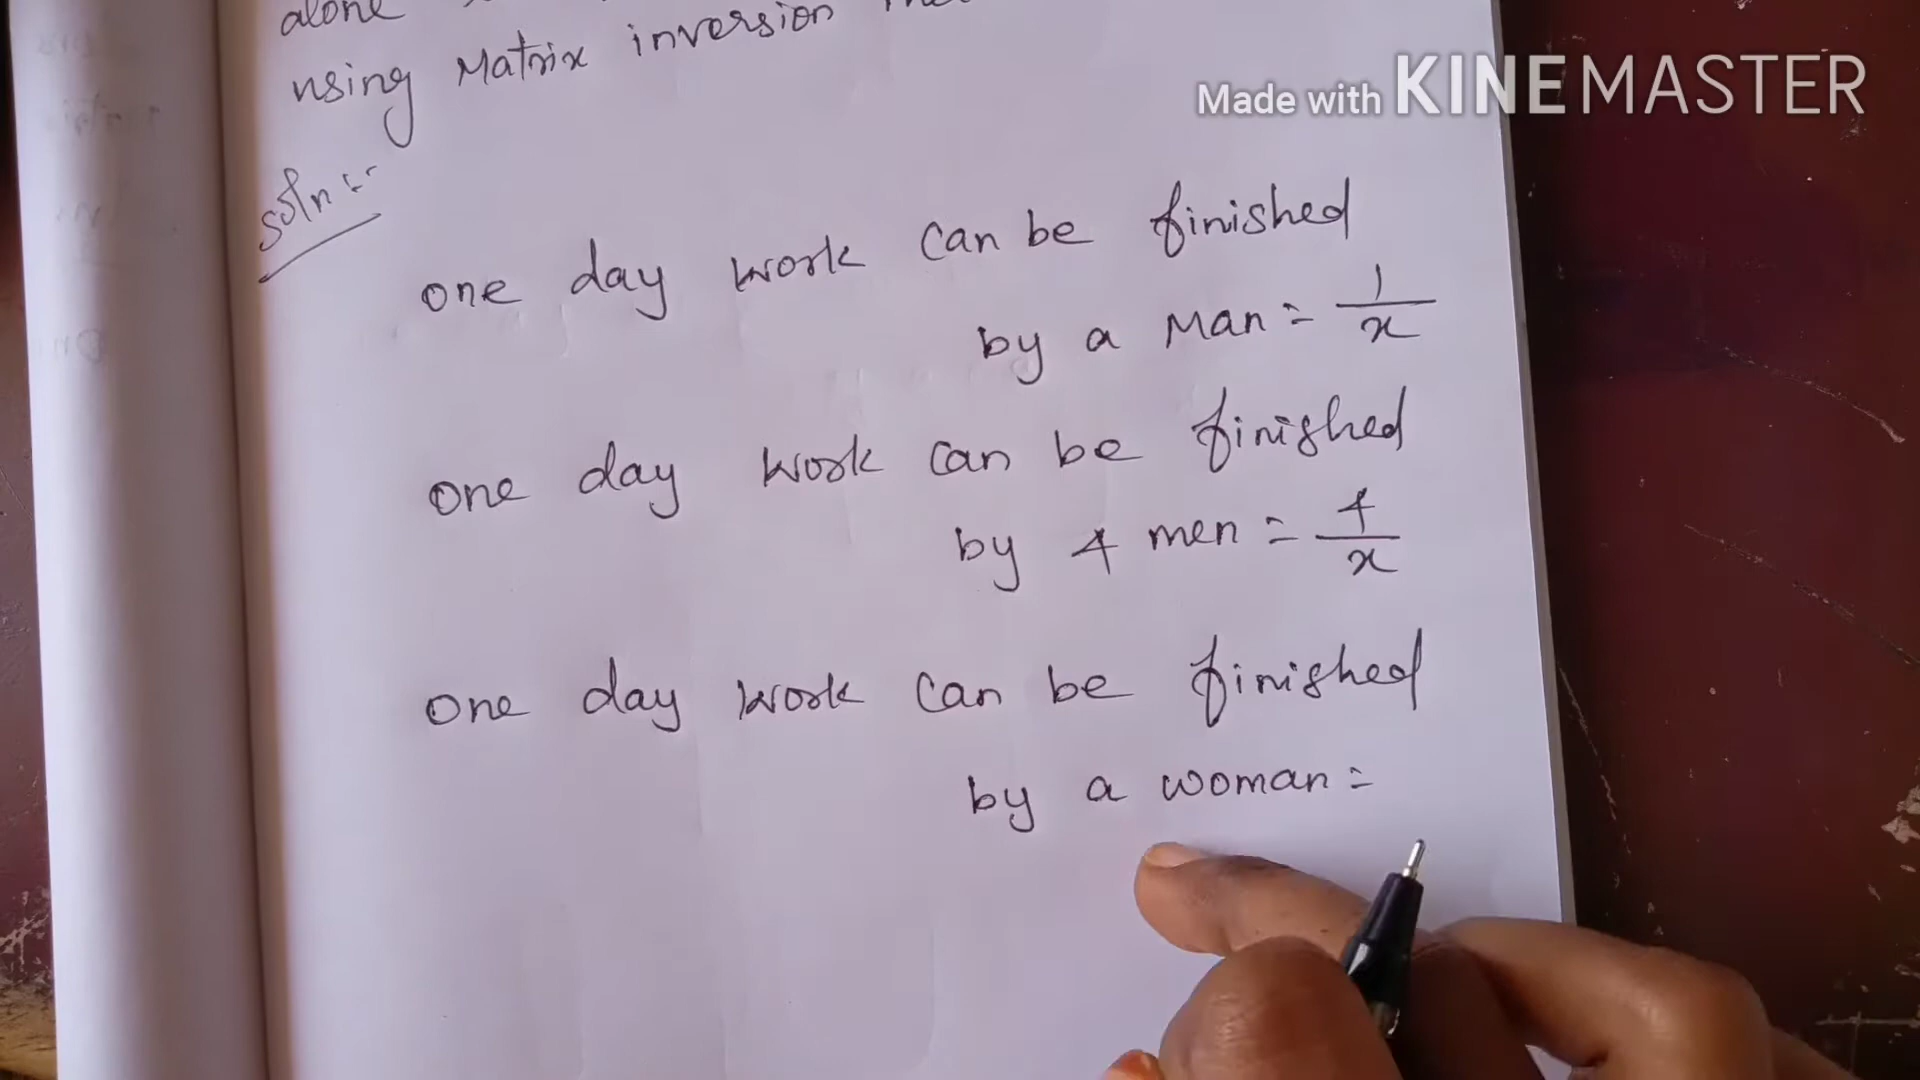 alone
using Matrix inversion
Made with KINEMASTER
Soln:-
one day work can be finished
by a Man = 1/x
one day work can be finished
by 4 men = 4/x
one day work can be finished
by a woman =